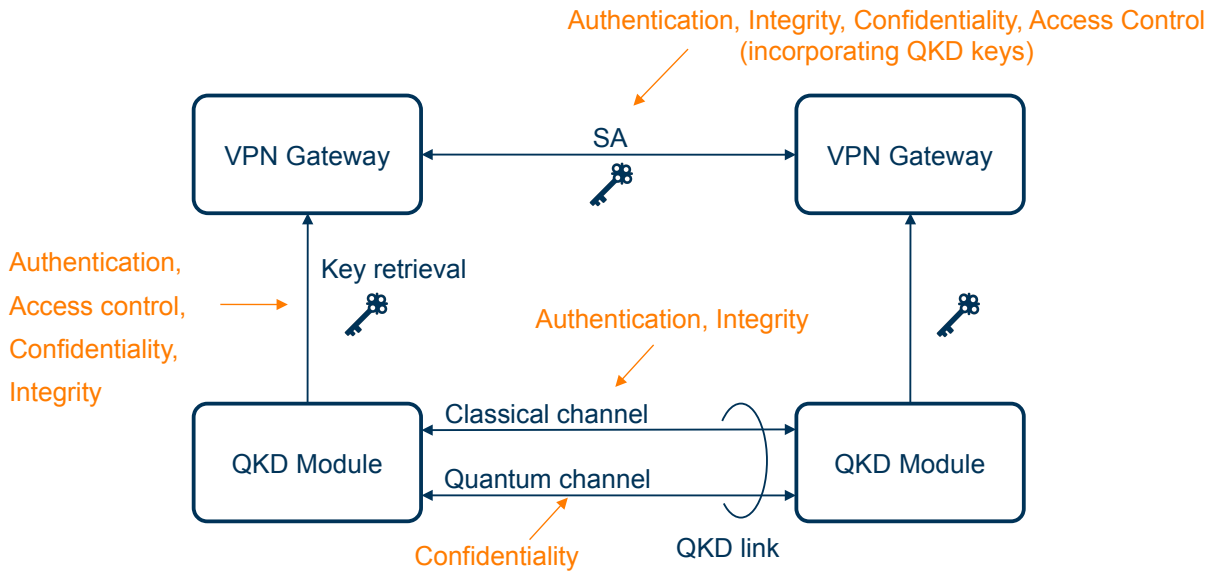 Authentication, Integrity, Confidentiality, Access Control
(incorporating QKD keys)
VPN Gateway
SA
VPN Gateway
Authentication,
Access control,
Confidentiality,
Integrity
Key retrieval
Authentication, Integrity
QKD Module
Classical channel
Quantum channel
QKD Module
Confidentiality
QKD link